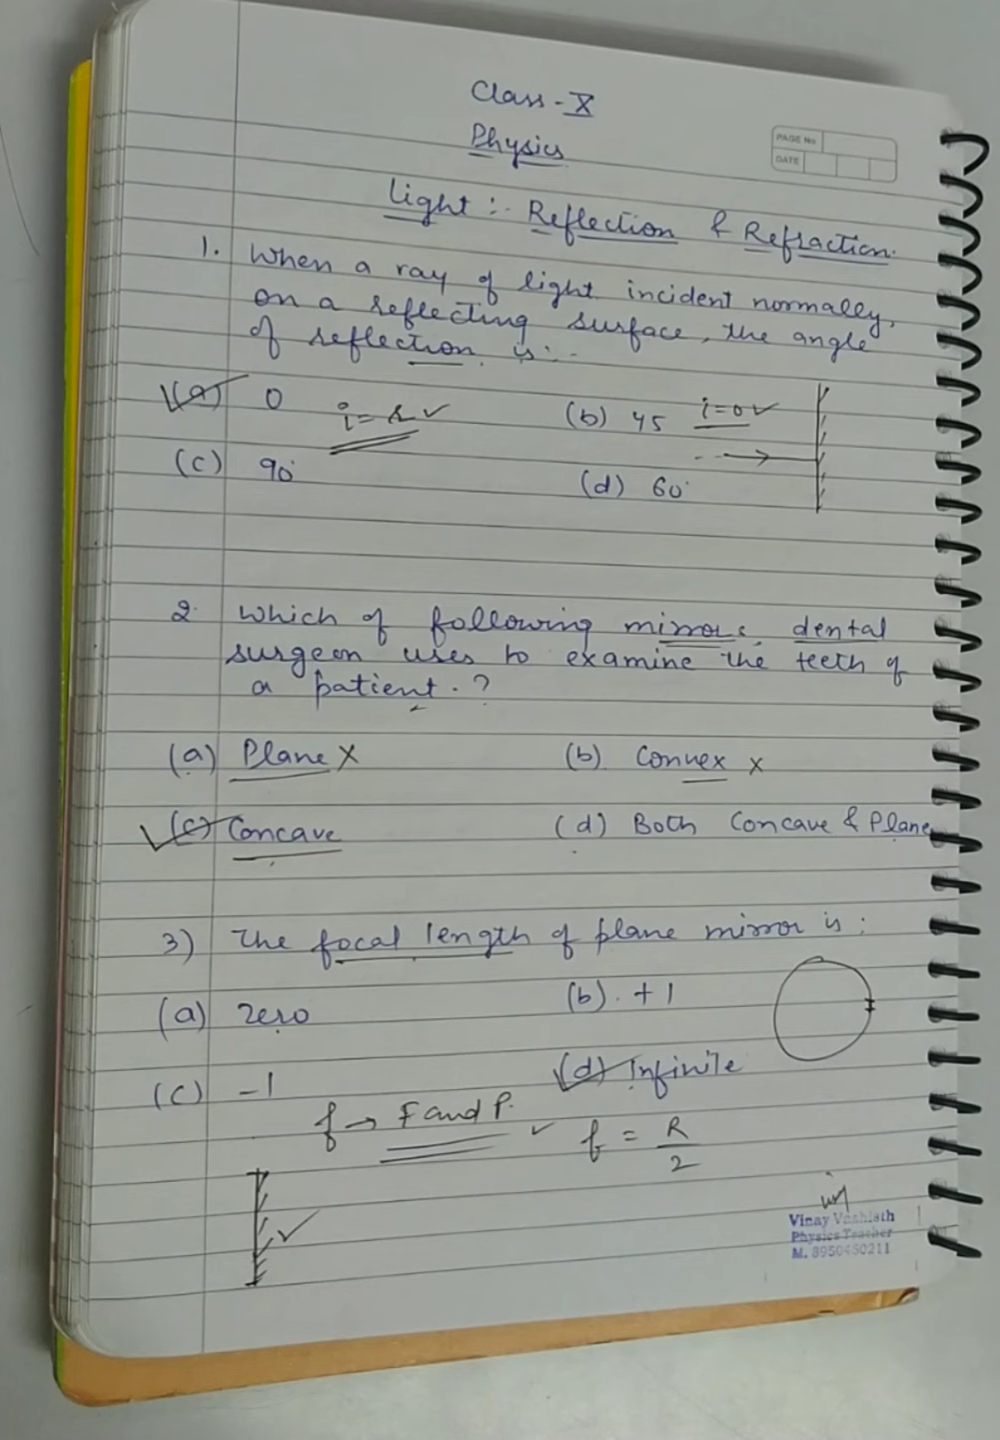 Class - X
Physics
PAGE No
DATE
Light :- Reflection & Refraction.
1. When a ray of light incident normally,
on a reflecting surface, the angle
of reflection is :-
(a) 0
i = r ✓
(b) 45
i = 0 ✓
(c) 90°
(d) 60°
2. Which of following mirrors, dental
surgeon uses to examine the teeth of
a patient. ?
(a) Plane X
(b) Convex x
(c) Concave
(d) Both Concave & Plane
3) The focal length of plane mirror is :
(a) Zero
(b). +1
(c) -1
(d) Infinite
f → F and P. ✓
f = R/2
Vinay Vashisth
Physics Teacher
M. 8950450211